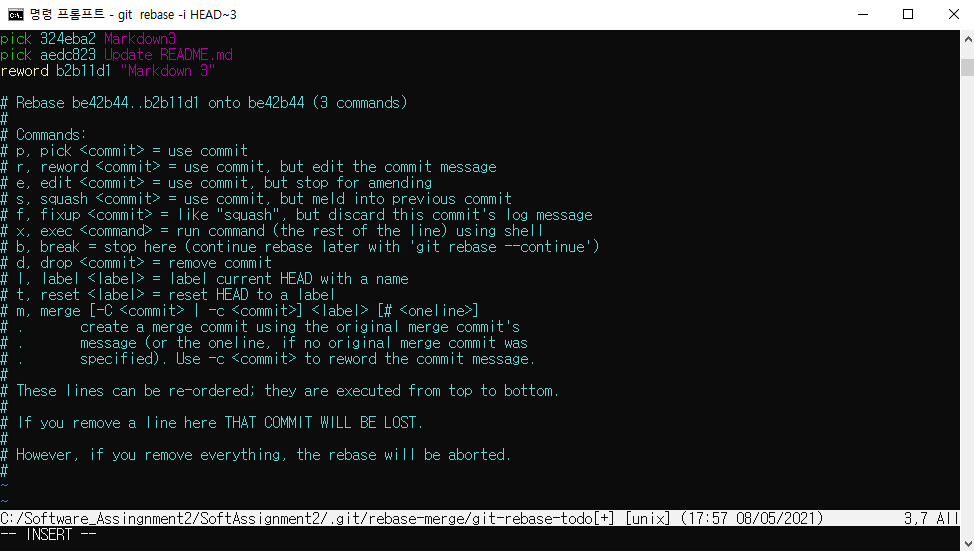 명령 프롬프트 - git  rebase -i HEAD~3
pick 324eba2 Markdown3
pick aedc823 Update README.md
reword b2b11d1 "Markdown 3"
# Rebase be42b44..b2b11d1 onto be42b44 (3 commands)
#
# Commands:
# p, pick <commit> = use commit
# r, reword <commit> = use commit, but edit the commit message
# e, edit <commit> = use commit, but stop for amending
# s, squash <commit> = use commit, but meld into previous commit
# f, fixup <commit> = like "squash", but discard this commit's log message
# x, exec <command> = run command (the rest of the line) using shell
# b, break = stop here (continue rebase later with 'git rebase --continue')
# d, drop <commit> = remove commit
# l, label <label> = label current HEAD with a name
# t, reset <label> = reset HEAD to a label
# m, merge [-C <commit> | -c <commit>] <label> [# <oneline>]
# .       create a merge commit using the original merge commit's
# .       message (or the oneline, if no original merge commit was
# .       specified). Use -c <commit> to reword the commit message.
#
# These lines can be re-ordered; they are executed from top to bottom.
#
# If you remove a line here THAT COMMIT WILL BE LOST.
#
# However, if you remove everything, the rebase will be aborted.
#
~
~
C:/Software_Assingnment2/SoftAssignment2/.git/rebase-merge/git-rebase-todo[+] [unix] (17:57 08/05/2021) 3,7 All
-- INSERT --